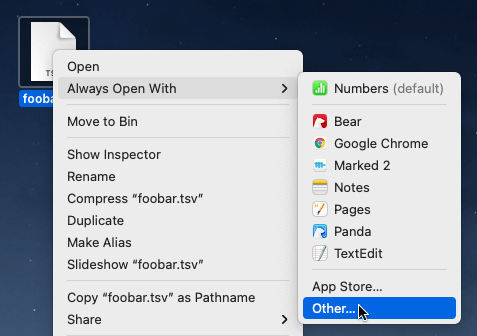 TS
fooba
Open
Always Open With
Move to Bin
Show Inspector
Rename
Compress “foobar.tsv”
Duplicate
Make Alias
Slideshow “foobar.tsv”
Copy “foobar.tsv” as Pathname
Share
Numbers (default)
Bear
Google Chrome
Marked 2
Notes
Pages
Panda
TextEdit
App Store...
Other...